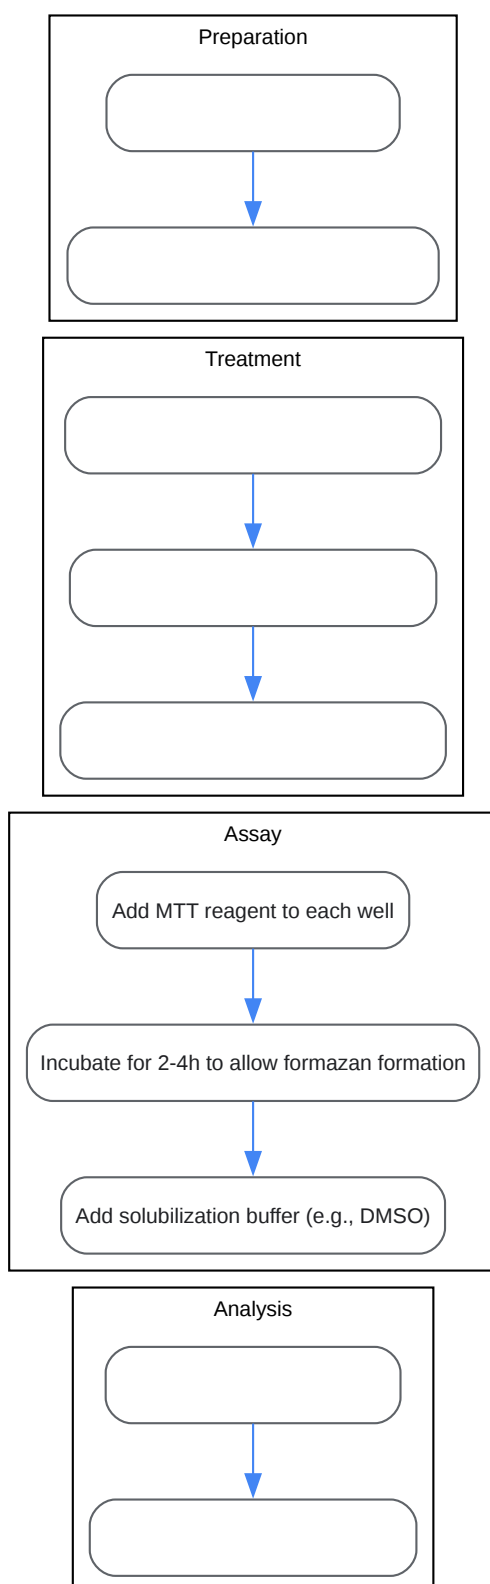 Preparation
Treatment
Assay
Add MTT reagent to each well
Incubate for 2-4h to allow formazan formation
Add solubilization buffer (e.g., DMSO)
Analysis